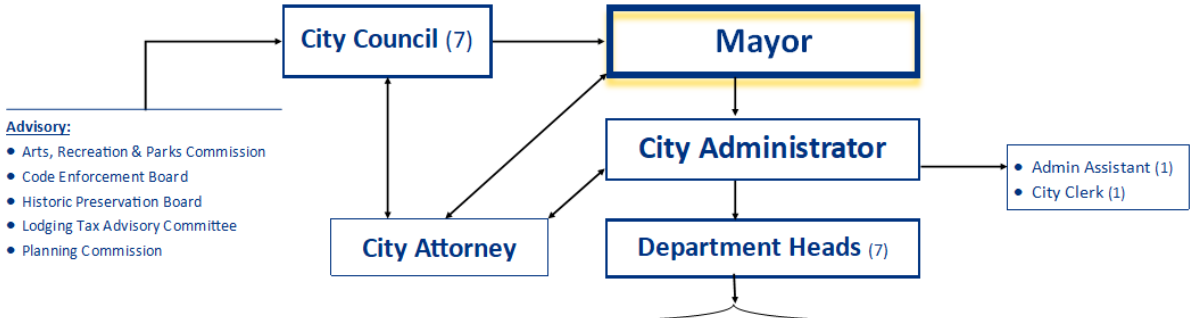 City Council (7)
Mayor
Advisory:
• Arts, Recreation & Parks Commission
• Code Enforcement Board
• Historic Preservation Board
• Lodging Tax Advisory Committee
• Planning Commission
City Administrator
• Admin Assistant (1)
• City Clerk (1)
City Attorney
Department Heads (7)